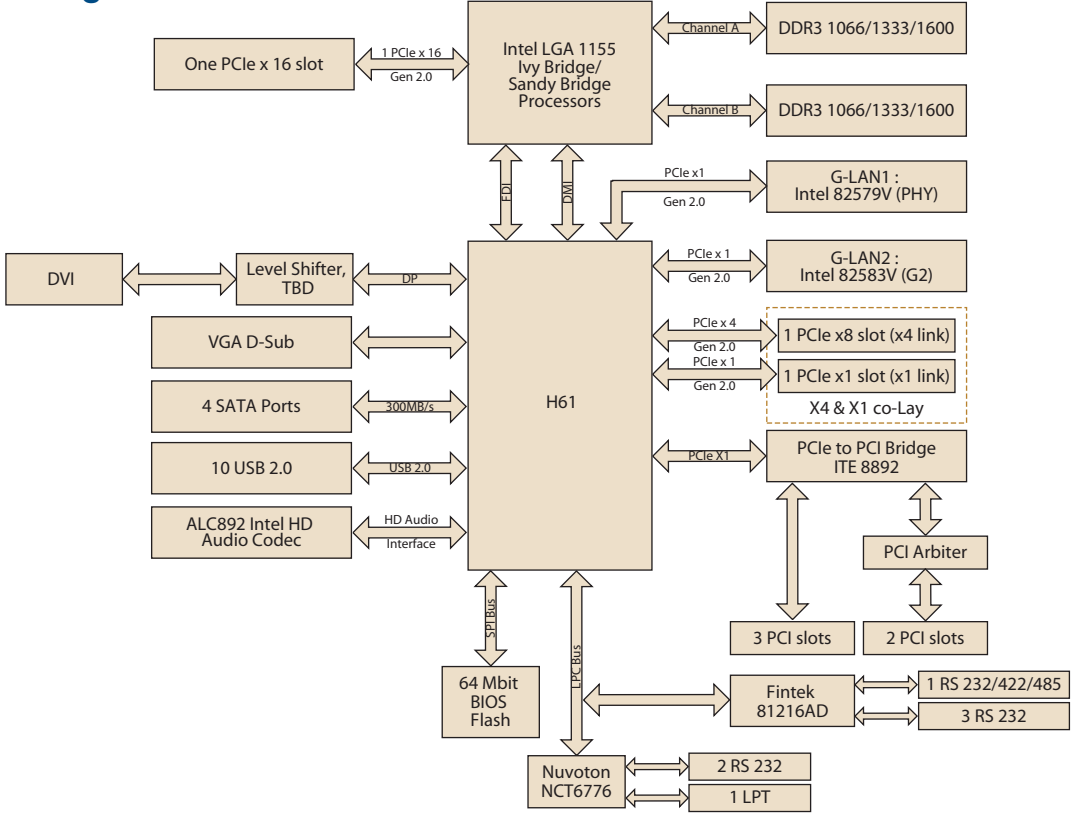 Intel LGA 1155
Ivy Bridge/
Sandy Bridge
Processors
One PCIe x 16 slot
1 PCIe x 16
Gen 2.0
Channel A
DDR3 1066/1333/1600
Channel B
DDR3 1066/1333/1600
FDI
DMI
PCIe x1
Gen 2.0
G-LAN1 :
Intel 82579V (PHY)
DVI
Level Shifter,
TBD
DP
PCIe x 1
Gen 2.0
G-LAN2 :
Intel 82583V (G2)
VGA D-Sub
PCIe x 4
Gen 2.0
1 PCIe x8 slot (x4 link)
PCIe x 1
Gen 2.0
1 PCIe x1 slot (x1 link)
X4 & X1 co-Lay
4 SATA Ports
300MB/s
H61
10 USB 2.0
USB 2.0
PCIe X1
PCIe to PCI Bridge
ITE 8892
ALC892 Intel HD
Audio Codec
HD Audio
Interface
PCI Arbiter
3 PCI slots
2 PCI slots
SPI Bus
LPC Bus
64 Mbit
BIOS
Flash
Fintek
81216AD
1 RS 232/422/485
3 RS 232
Nuvoton
NCT6776
2 RS 232
1 LPT